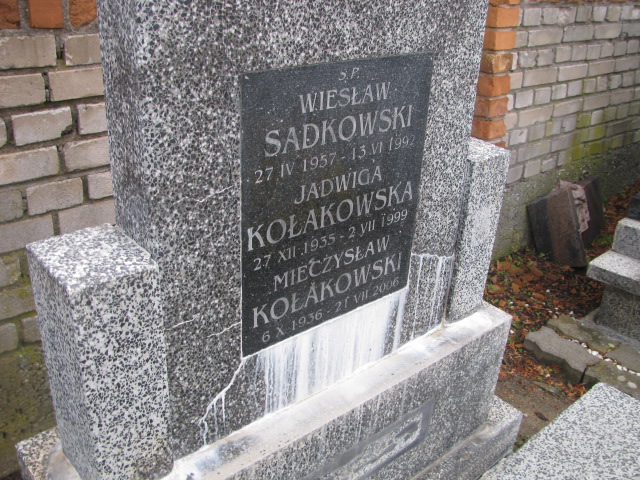 Ś.P.
WIESŁAW
SADKOWSKI
27 IV 1957 - 13 VI 1992
JADWIGA
KOŁAKOWSKA
27 XII 1935 - 2 VII 1999
MIECZYSŁAW
KOŁAKOWSKI
6 X 1936 - 21 VII 2006